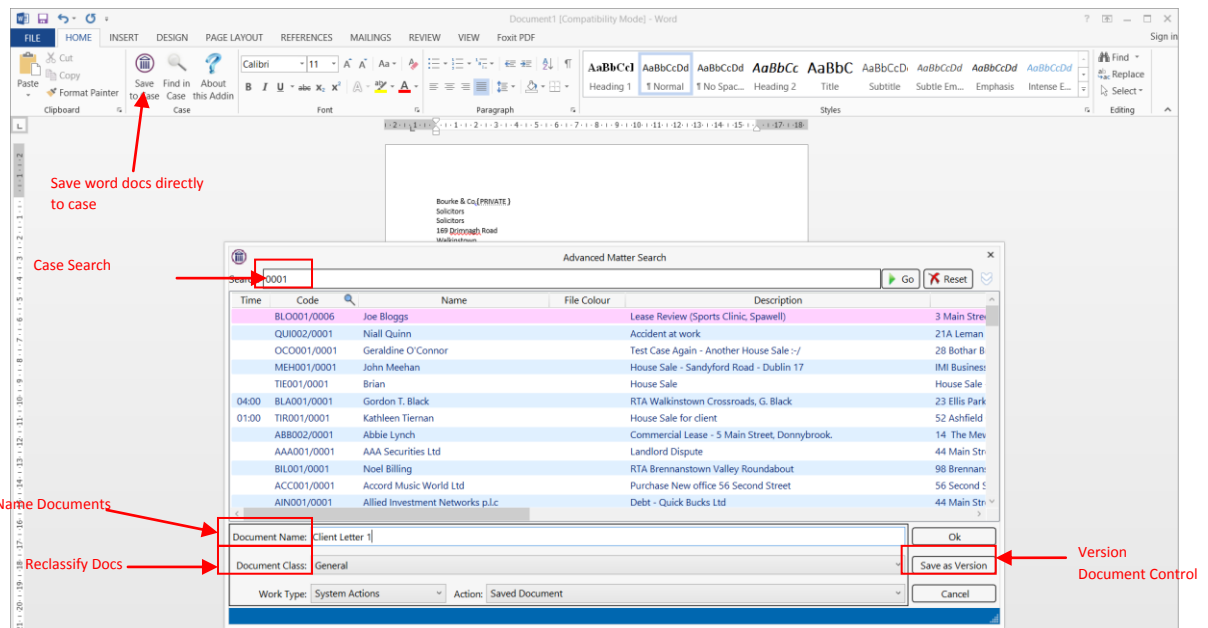 Document1 [Compatibility Mode] - Word
FILE HOME INSERT DESIGN PAGE LAYOUT REFERENCES MAILINGS REVIEW VIEW Foxit PDF Sign in
Paste
Cut
Copy
Format Painter
Clipboard
Save to Case
Find in Case
About this Addin
Case
Calibri 11
Font
Paragraph
AaBbCcI AaBbCcDd AaBbCcDd AaBbCc AaBbC AaBbCcD AaBbCcDd AaBbCcDd AaBbCcDd
Heading 1 ¶ Normal ¶ No Spac... Heading 2 Title Subtitle Subtle Em... Emphasis Intense E...
Styles
Find
Replace
Select
Editing
Save word docs directly
to case
Bourke & Co,{PRIVATE }
Solicitors
Solicitors
169 Drimnagh Road
Walkinstown
Case Search
Advanced Matter Search
Search 0001 Go Reset
Time Code Name File Colour Description
BLO001/0006 Joe Bloggs Lease Review (Sports Clinic, Spawell) 3 Main Stre
QUI002/0001 Niall Quinn Accident at work 21A Leman
OCO001/0001 Geraldine O'Connor Test Case Again - Another House Sale :-/ 28 Bothar B
MEH001/0001 John Meehan House Sale - Sandyford Road - Dublin 17 IMI Business
TIE001/0001 Brian House Sale House Sale
04:00 BLA001/0001 Gordon T. Black RTA Walkinstown Crossroads, G. Black 23 Ellis Park
01:00 TIR001/0001 Kathleen Tiernan House Sale for client 52 Ashfield
ABB002/0001 Abbie Lynch Commercial Lease - 5 Main Street, Donnybrook. 14 The Mew
AAA001/0001 AAA Securities Ltd Landlord Dispute 44 Main Str
BIL001/0001 Noel Billing RTA Brennanstown Valley Roundabout 98 Brennan
ACC001/0001 Accord Music World Ltd Purchase New office 56 Second Street 56 Second S
AIN001/0001 Allied Investment Networks p.l.c Debt - Quick Bucks Ltd 44 Main Str
Name Documents
Document Name: Client Letter 1 Ok
Reclassify Docs
Document Class: General Save as Version
Version
Document Control
Work Type: System Actions Action: Saved Document Cancel